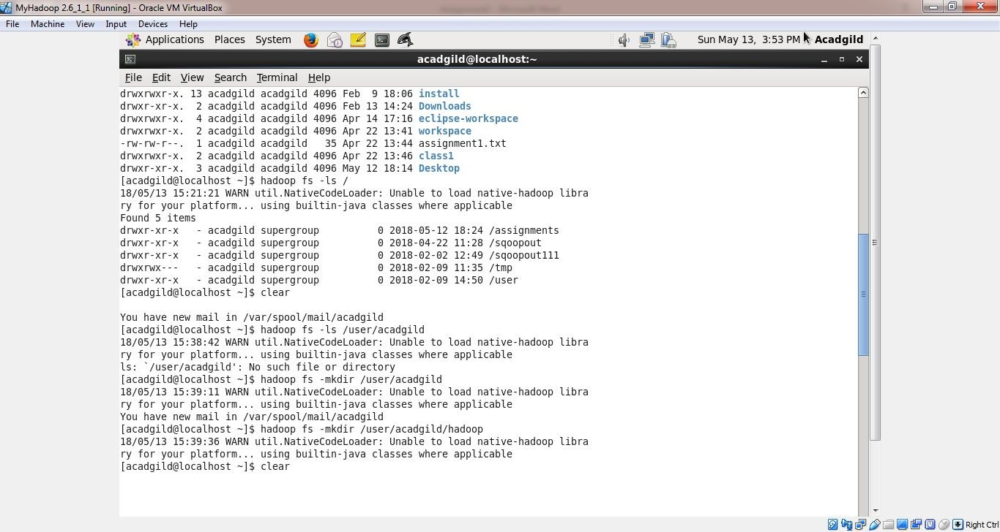 MyHadoop 2.6_1_1 [Running] - Oracle VM VirtualBox
File Machine View Input Devices Help
Applications Places System Sun May 13, 3:53 PM Acadgild
acadgild@localhost:~
File Edit View Search Terminal Help
drwxrwxr-x. 13 acadgild acadgild 4096 Feb  9 18:06 install
drwxr-xr-x.  2 acadgild acadgild 4096 Feb 13 14:24 Downloads
drwxrwxr-x.  4 acadgild acadgild 4096 Apr 14 17:16 eclipse-workspace
drwxrwxr-x.  2 acadgild acadgild 4096 Apr 22 13:41 workspace
-rw-rw-r--.  1 acadgild acadgild   35 Apr 22 13:44 assignment1.txt
drwxrwxr-x.  2 acadgild acadgild 4096 Apr 22 13:46 class1
drwxr-xr-x.  3 acadgild acadgild 4096 May 12 18:14 Desktop
[acadgild@localhost ~]$ hadoop fs -ls /
18/05/13 15:21:21 WARN util.NativeCodeLoader: Unable to load native-hadoop libra
ry for your platform... using builtin-java classes where applicable
Found 5 items
drwxr-xr-x   - acadgild supergroup          0 2018-05-12 18:24 /assignments
drwxr-xr-x   - acadgild supergroup          0 2018-04-22 11:28 /sqoopout
drwxr-xr-x   - acadgild supergroup          0 2018-02-02 12:49 /sqoopout111
drwxrwx---   - acadgild supergroup          0 2018-02-09 11:35 /tmp
drwxr-xr-x   - acadgild supergroup          0 2018-02-09 14:50 /user
[acadgild@localhost ~]$ clear
You have new mail in /var/spool/mail/acadgild
[acadgild@localhost ~]$ hadoop fs -ls /user/acadgild
18/05/13 15:38:42 WARN util.NativeCodeLoader: Unable to load native-hadoop libra
ry for your platform... using builtin-java classes where applicable
ls: `/user/acadgild': No such file or directory
[acadgild@localhost ~]$ hadoop fs -mkdir /user/acadgild
18/05/13 15:39:11 WARN util.NativeCodeLoader: Unable to load native-hadoop libra
ry for your platform... using builtin-java classes where applicable
You have new mail in /var/spool/mail/acadgild
[acadgild@localhost ~]$ hadoop fs -mkdir /user/acadgild/hadoop
18/05/13 15:39:36 WARN util.NativeCodeLoader: Unable to load native-hadoop libra
ry for your platform... using builtin-java classes where applicable
[acadgild@localhost ~]$ clear
Right Ctrl